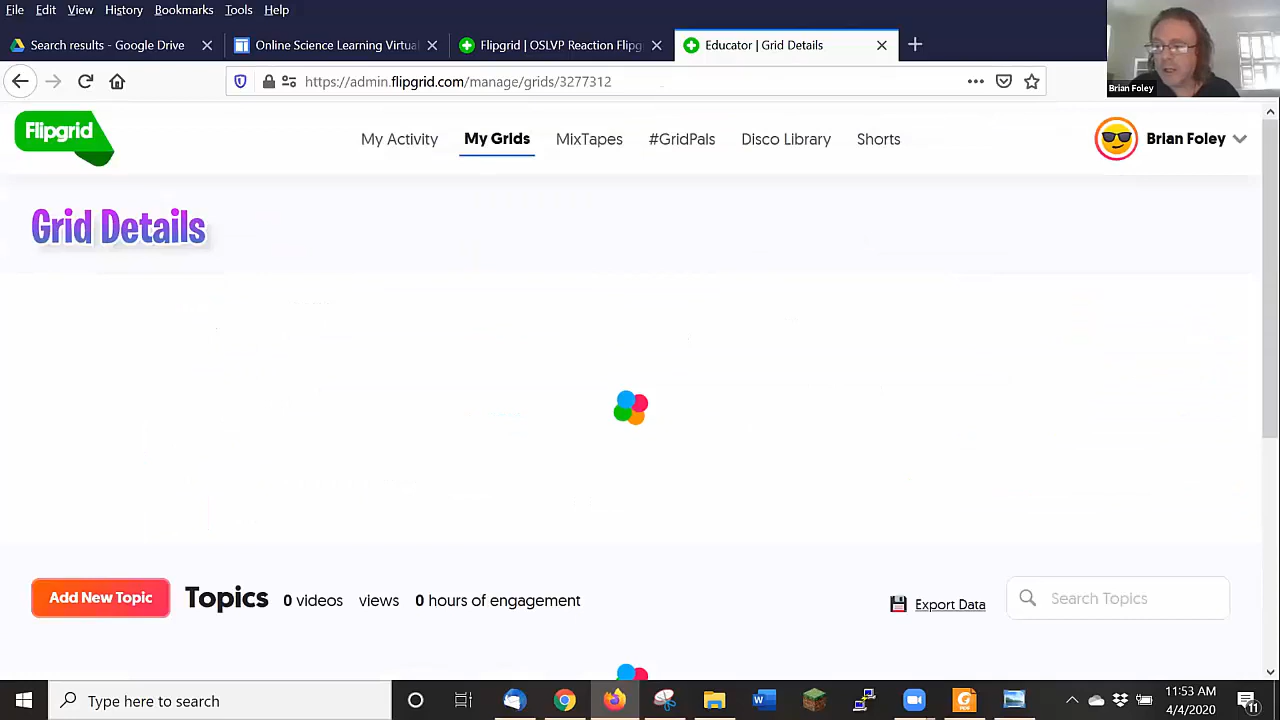 File Edit View History Bookmarks Tools Help
Search results - Google Drive
Online Science Learning Virtua
Flipgrid | OSLVP Reaction Flipg
Educator | Grid Details
https://admin.flipgrid.com/manage/grids/3277312
Brian Foley
Flipgrid
My Activity My Grids MixTapes #GridPals Disco Library Shorts
Brian Foley
Grid Details
Add New Topic Topics 0 videos views 0 hours of engagement
Export Data
Search Topics
Type here to search
11:53 AM
4/4/2020
11